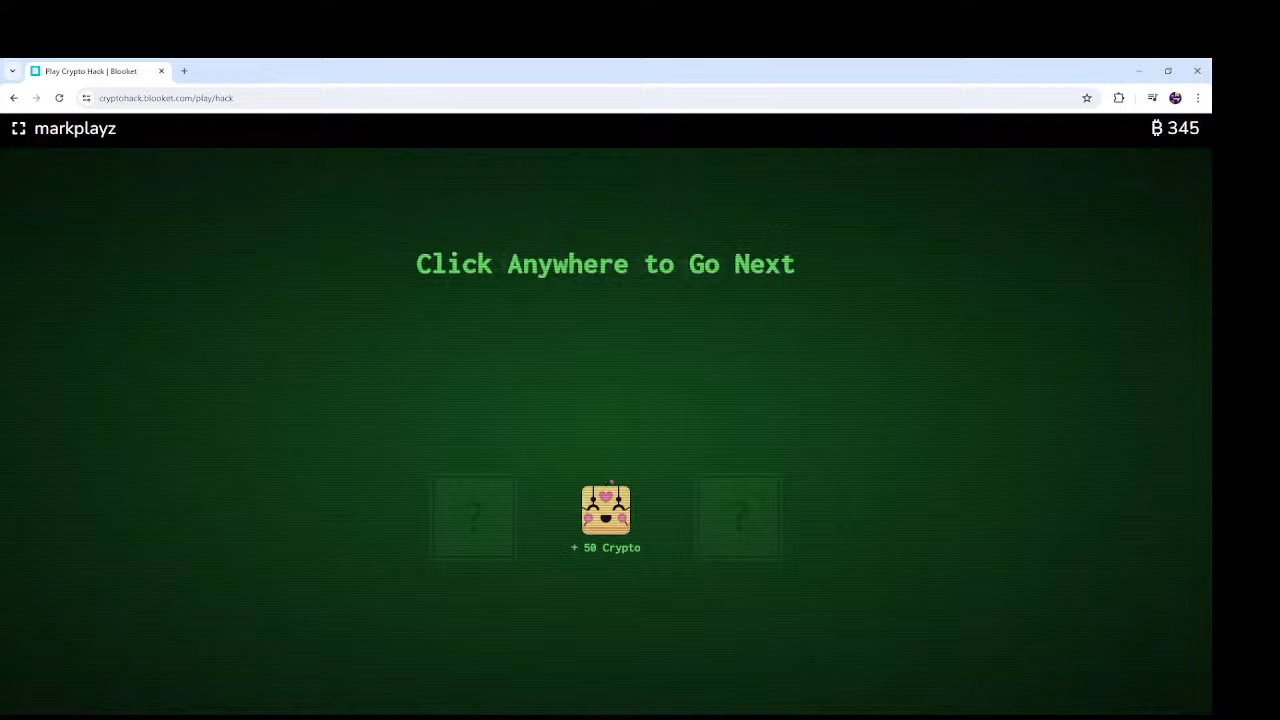 Play Crypto Hack | Blooket
cryptohack.blooket.com/play/hack
markplayz
₿ 345
Click Anywhere to Go Next
?
?
+ 50 Crypto